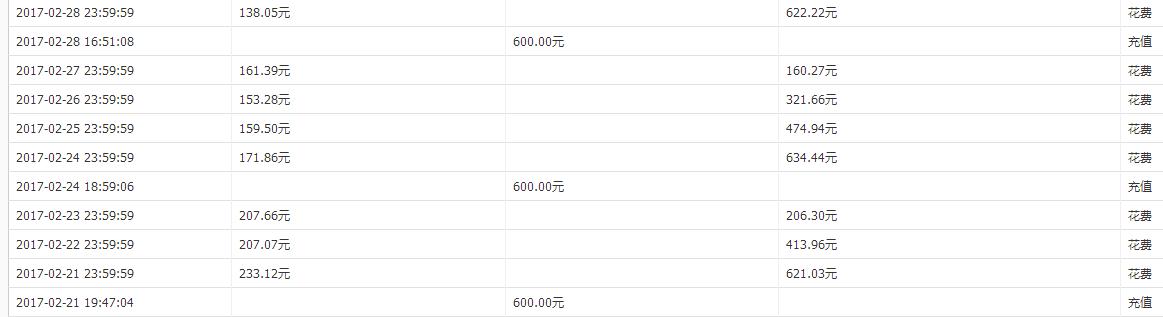 2017-02-28 23:59:59 138.05元 622.22元 花费
2017-02-28 16:51:08 600.00元 充值
2017-02-27 23:59:59 161.39元 160.27元 花费
2017-02-26 23:59:59 153.28元 321.66元 花费
2017-02-25 23:59:59 159.50元 474.94元 花费
2017-02-24 23:59:59 171.86元 634.44元 花费
2017-02-24 18:59:06 600.00元 充值
2017-02-23 23:59:59 207.66元 206.30元 花费
2017-02-22 23:59:59 207.07元 413.96元 花费
2017-02-21 23:59:59 233.12元 621.03元 花费
2017-02-21 19:47:04 600.00元 充值